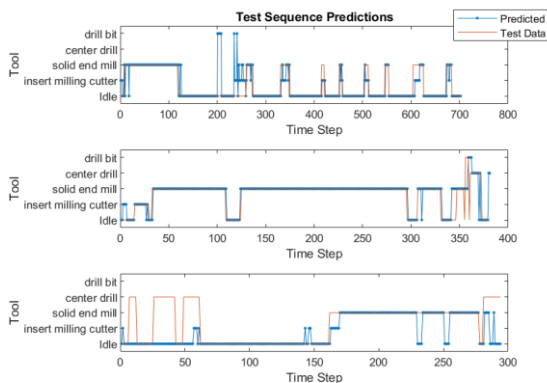 Test Sequence Predictions
Predicted
Test Data
drill bit
center drill
solid end mill
insert milling cutter
Idle
Tool
0 100 200 300 400 500 600 700 800
Time Step
drill bit
center drill
solid end mill
insert milling cutter
Idle
Tool
0 50 100 150 200 250 300 350 400
Time Step
drill bit
center drill
solid end mill
insert milling cutter
Idle
Tool
0 50 100 150 200 250 300
Time Step